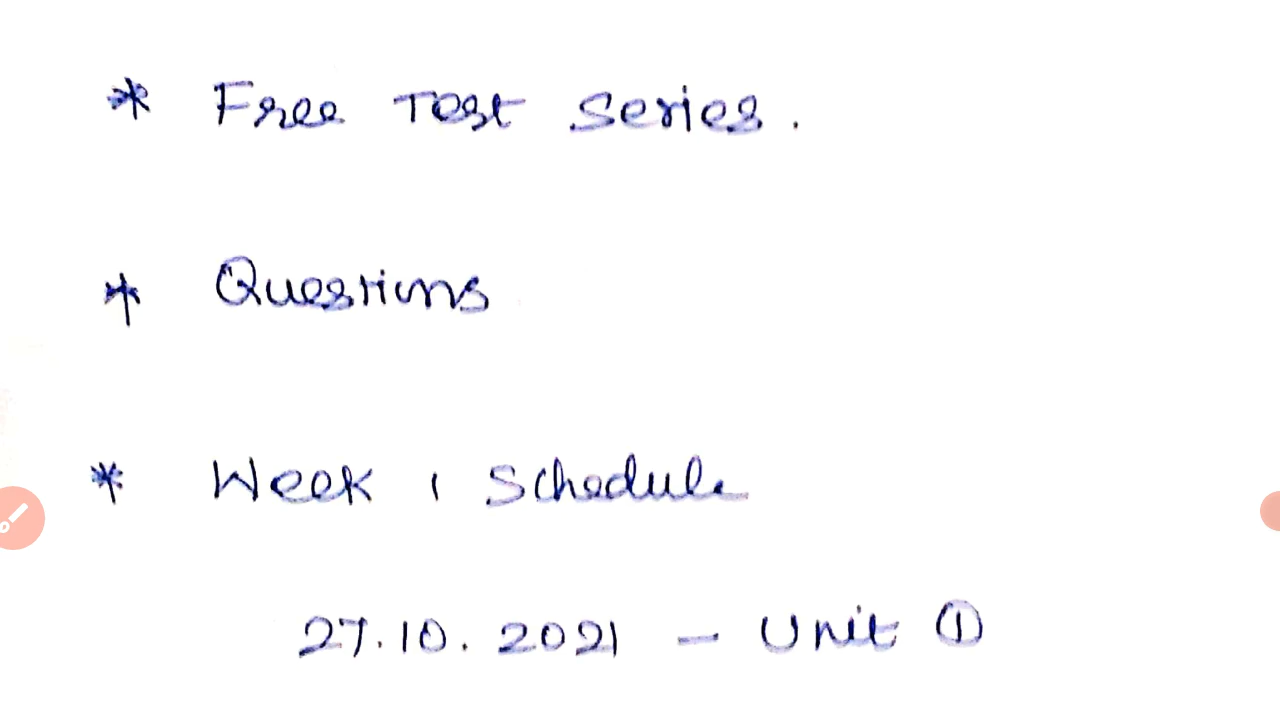 * Free Test Series.
* Questions
* Week 1 Schedule
27.10.2021 - Unit ①